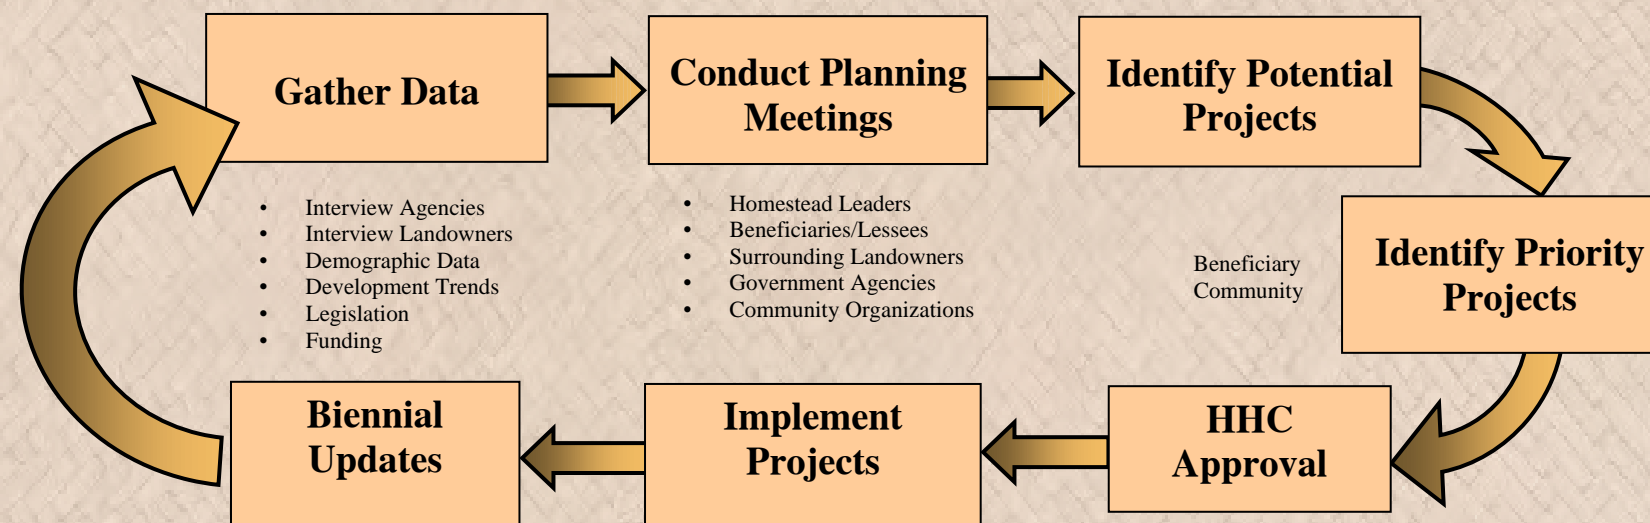 Gather Data
Conduct Planning
Meetings
Identify Potential
Projects
• Interview Agencies
• Interview Landowners
• Demographic Data
• Development Trends
• Legislation
• Funding
• Homestead Leaders
• Beneficiaries/Lessees
• Surrounding Landowners
• Government Agencies
• Community Organizations
Beneficiary
Community
Identify Priority
Projects
HHC
Approval
Implement
Projects
Biennial
Updates